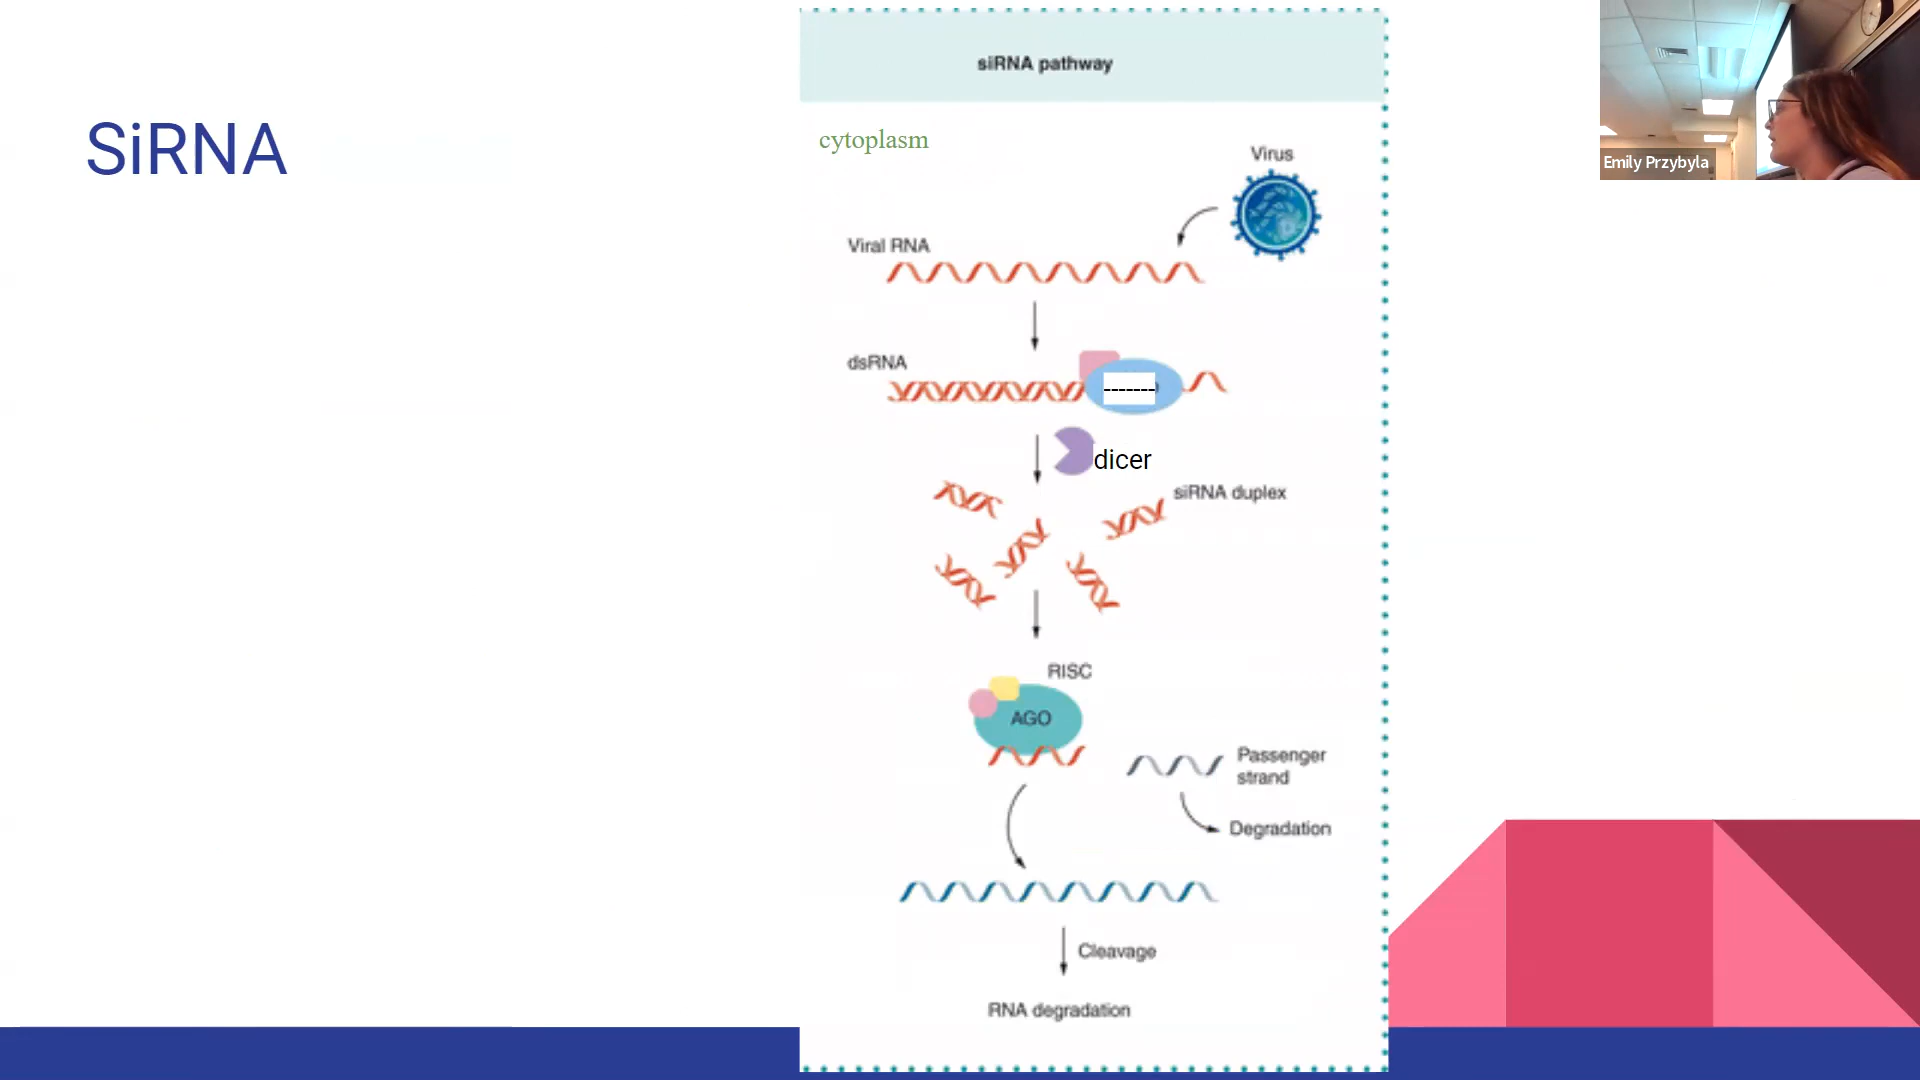 siRNA pathway
SiRNA
cytoplasm
Virus
Emily Przybyla
Viral RNA
dsRNA
-------
dicer
siRNA duplex
RISC
AGO
Passenger
strand
Degradation
Cleavage
RNA degradation